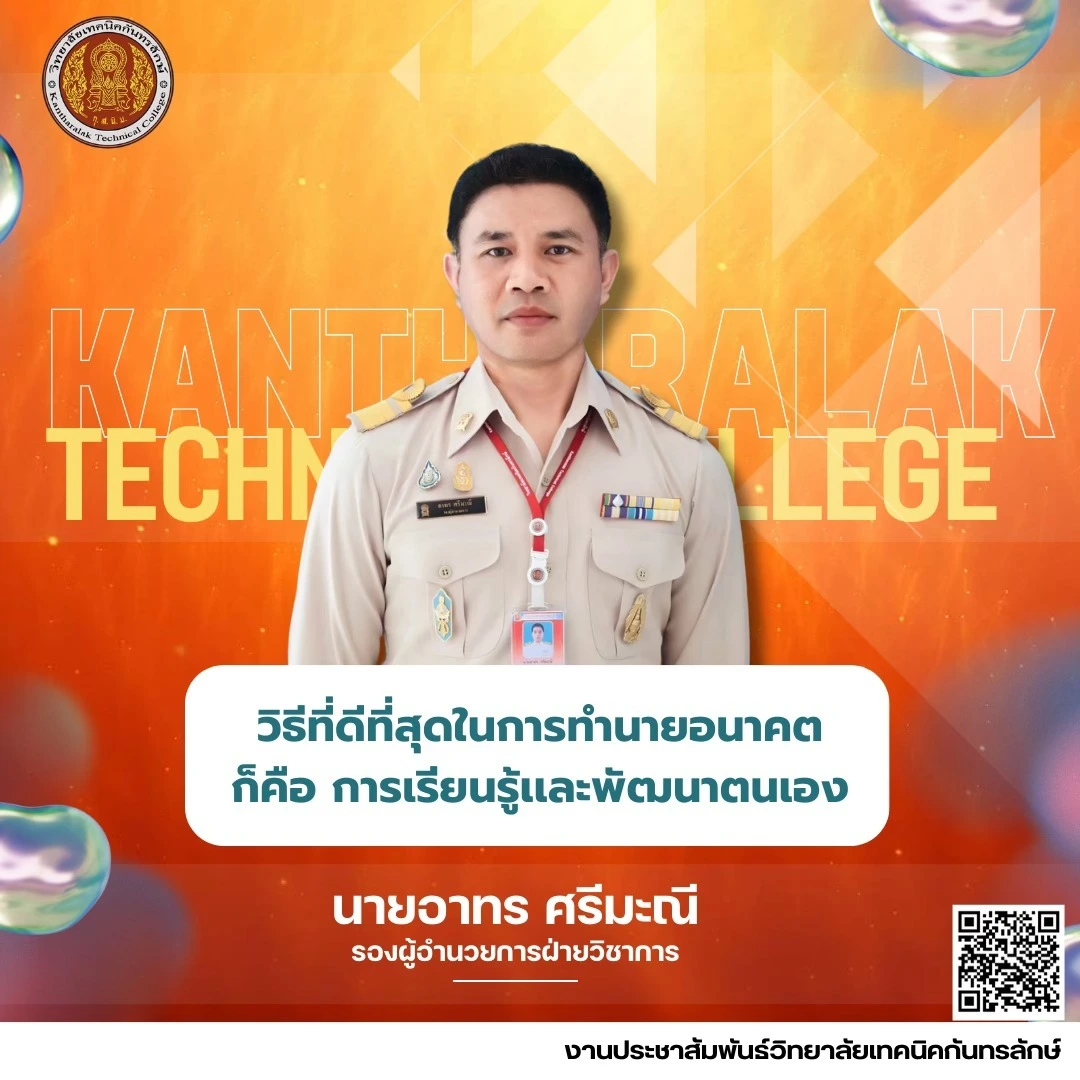 วิทยาลัยเทคนิคกันทรลักษ์
Kantharalak Technical College
KANTH RALAK
TECHN LLEGE
วิธีที่ดีที่สุดในการทำนายอนาคต
ก็คือ การเรียนรู้และพัฒนาตนเอง
นายอาทร ศรีมะณี
รองผู้อำนวยการฝ่ายวิชาการ
งานประชาสัมพันธ์วิทยาลัยเทคนิคกันทรลักษ์